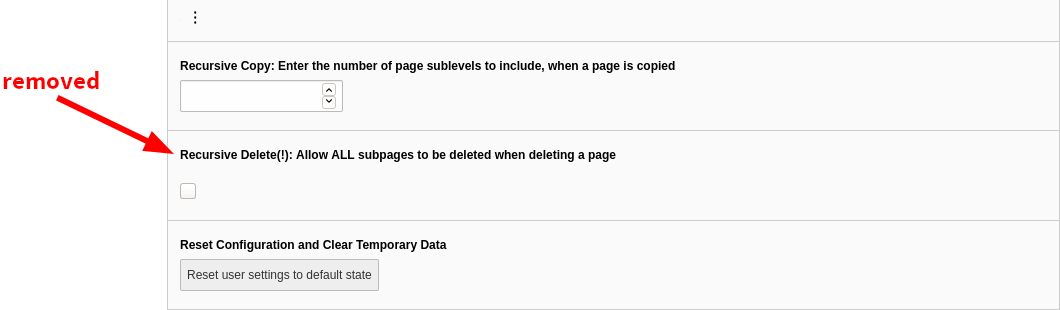 Recursive Copy: Enter the number of page sublevels to include, when a page is copied
removed
Recursive Delete(!): Allow ALL subpages to be deleted when deleting a page
Reset Configuration and Clear Temporary Data
Reset user settings to default state